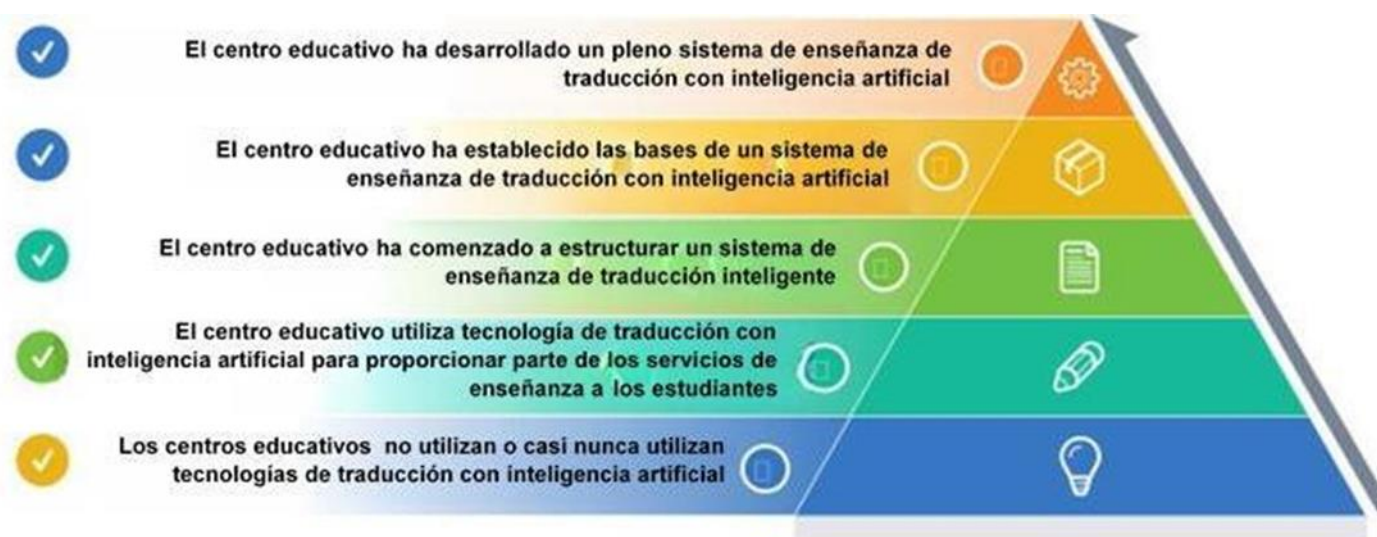 El centro educativo ha desarrollado un pleno sistema de enseñanza de
traducción con inteligencia artificial
El centro educativo ha establecido las bases de un sistema de
enseñanza de traducción con inteligencia artificial
El centro educativo ha comenzado a estructurar un sistema de
enseñanza de traducción inteligente
El centro educativo utiliza tecnología de traducción con
inteligencia artificial para proporcionar parte de los servicios de
enseñanza a los estudiantes
Los centros educativos no utilizan o casi nunca utilizan
tecnologías de traducción con inteligencia artificial